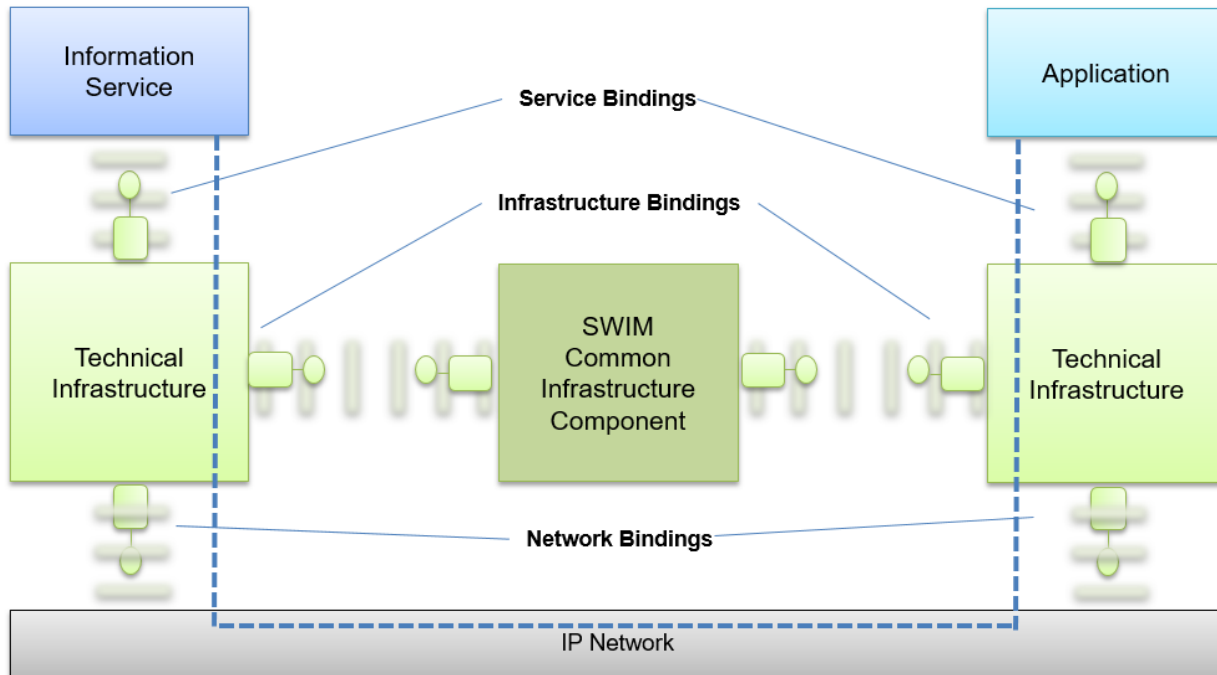 Information
Service
Application
Service Bindings
Infrastructure Bindings
Technical
Infrastructure
SWIM
Common
Infrastructure
Component
Technical
Infrastructure
Network Bindings
IP Network